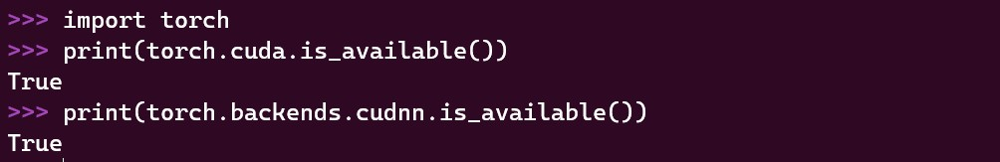 >>> import torch
>>> print(torch.cuda.is_available())
True
>>> print(torch.backends.cudnn.is_available())
True